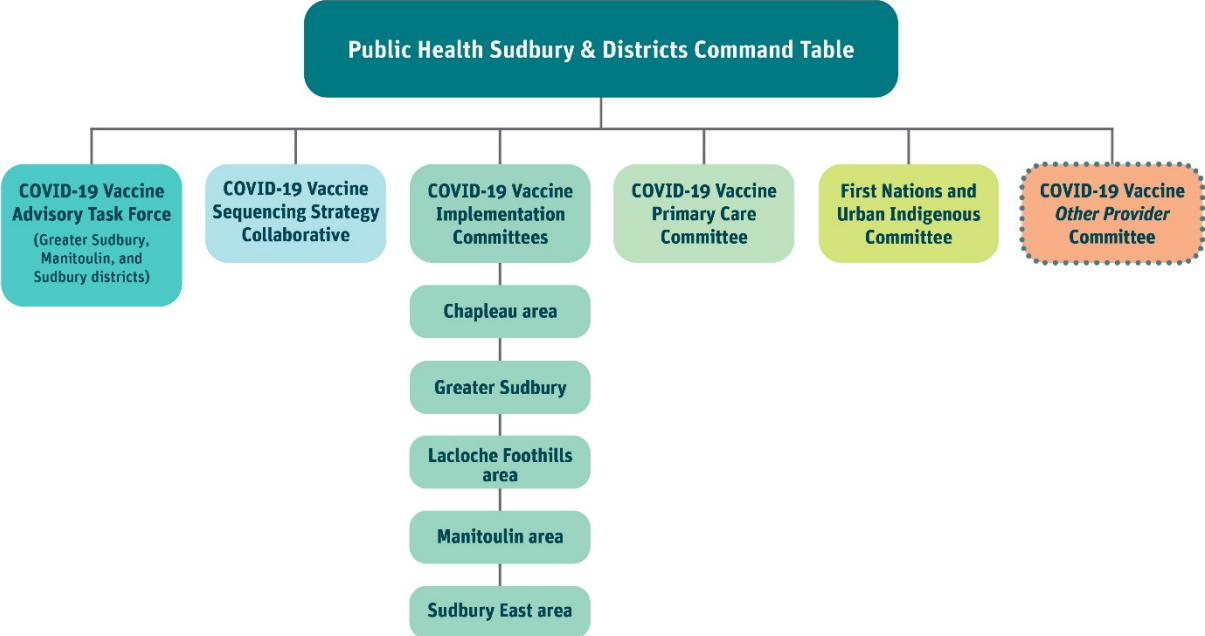 Public Health Sudbury & Districts Command Table
COVID-19 Vaccine
Advisory Task Force
(Greater Sudbury,
Manitoulin, and
Sudbury districts)
COVID-19 Vaccine
Sequencing Strategy
Collaborative
COVID-19 Vaccine
Implementation
Committees
Chapleau area
Greater Sudbury
Lacloche Foothills
area
Manitoulin area
Sudbury East area
COVID-19 Vaccine
Primary Care
Committee
First Nations and
Urban Indigenous
Committee
COVID-19 Vaccine
Other Provider
Committee